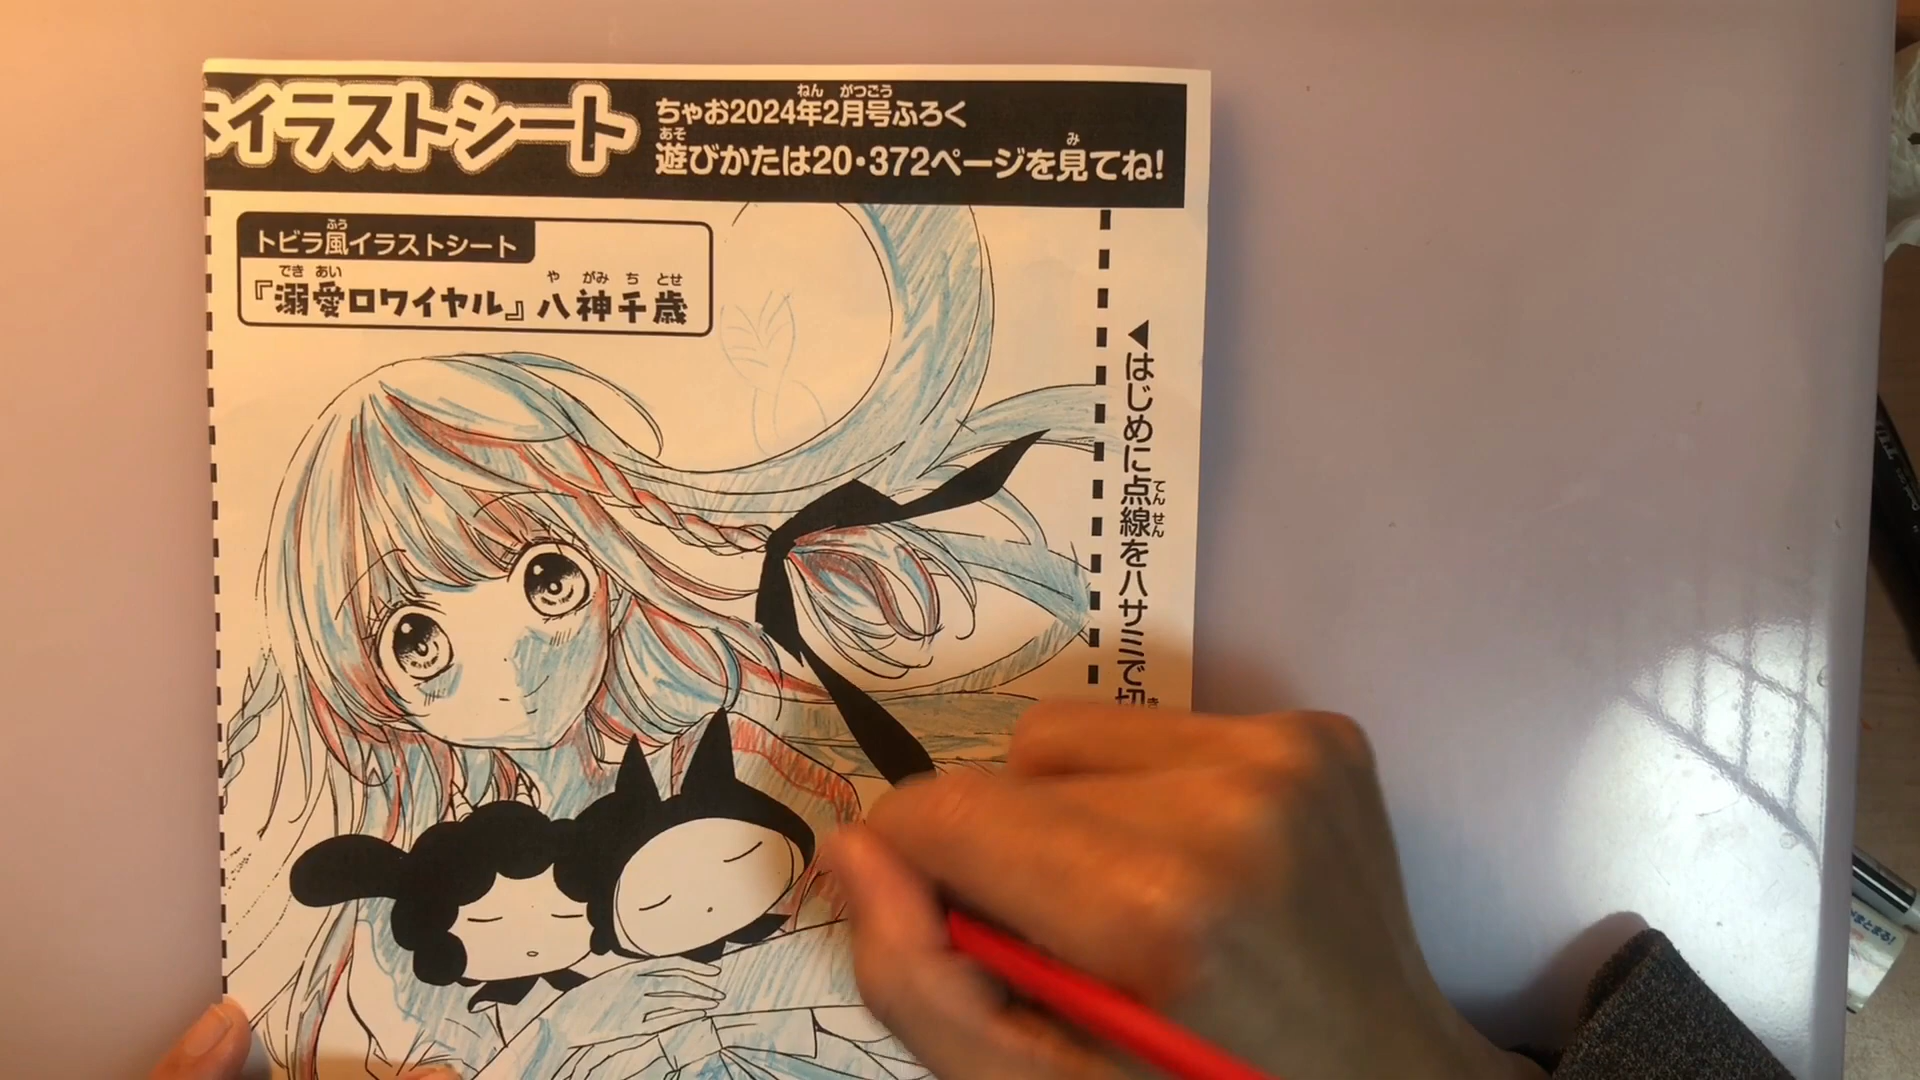 イラストシート
ちゃお2024年2月号ふろく
遊びかたは20・372ページを見てね!
トビラ風イラストシート
『溺愛ロワイヤル』八神千歳
◀はじめに点線をハサミで切